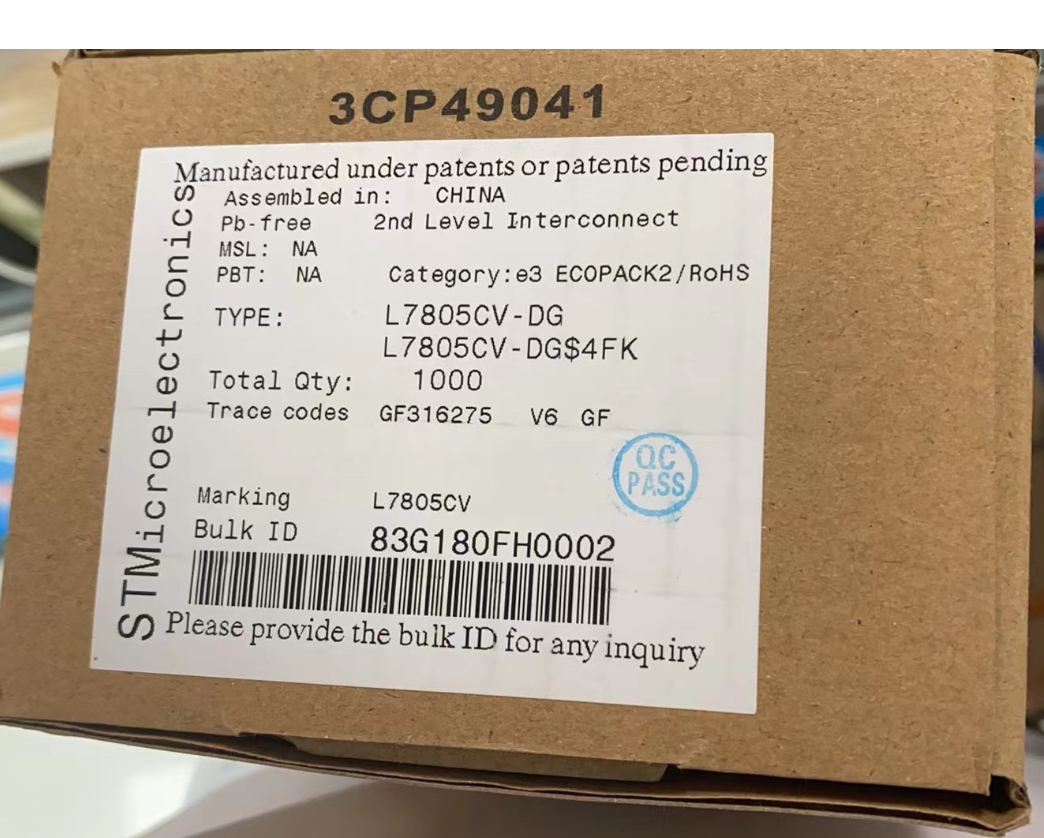 3CP49041
Manufactured under patents or patents pending
Assembled in: CHINA
Pb-free 2nd Level Interconnect
MSL: NA
PBT: NA Category:e3 ECOPACK2/RoHS
TYPE: L7805CV-DG
L7805CV-DG$4FK
Total Qty: 1000
Trace codes GF316275 V6 GF
QC
PASS
Marking L7805CV
Bulk ID 83G180FH0002
Please provide the bulk ID for any inquiry
STMicroelectronics